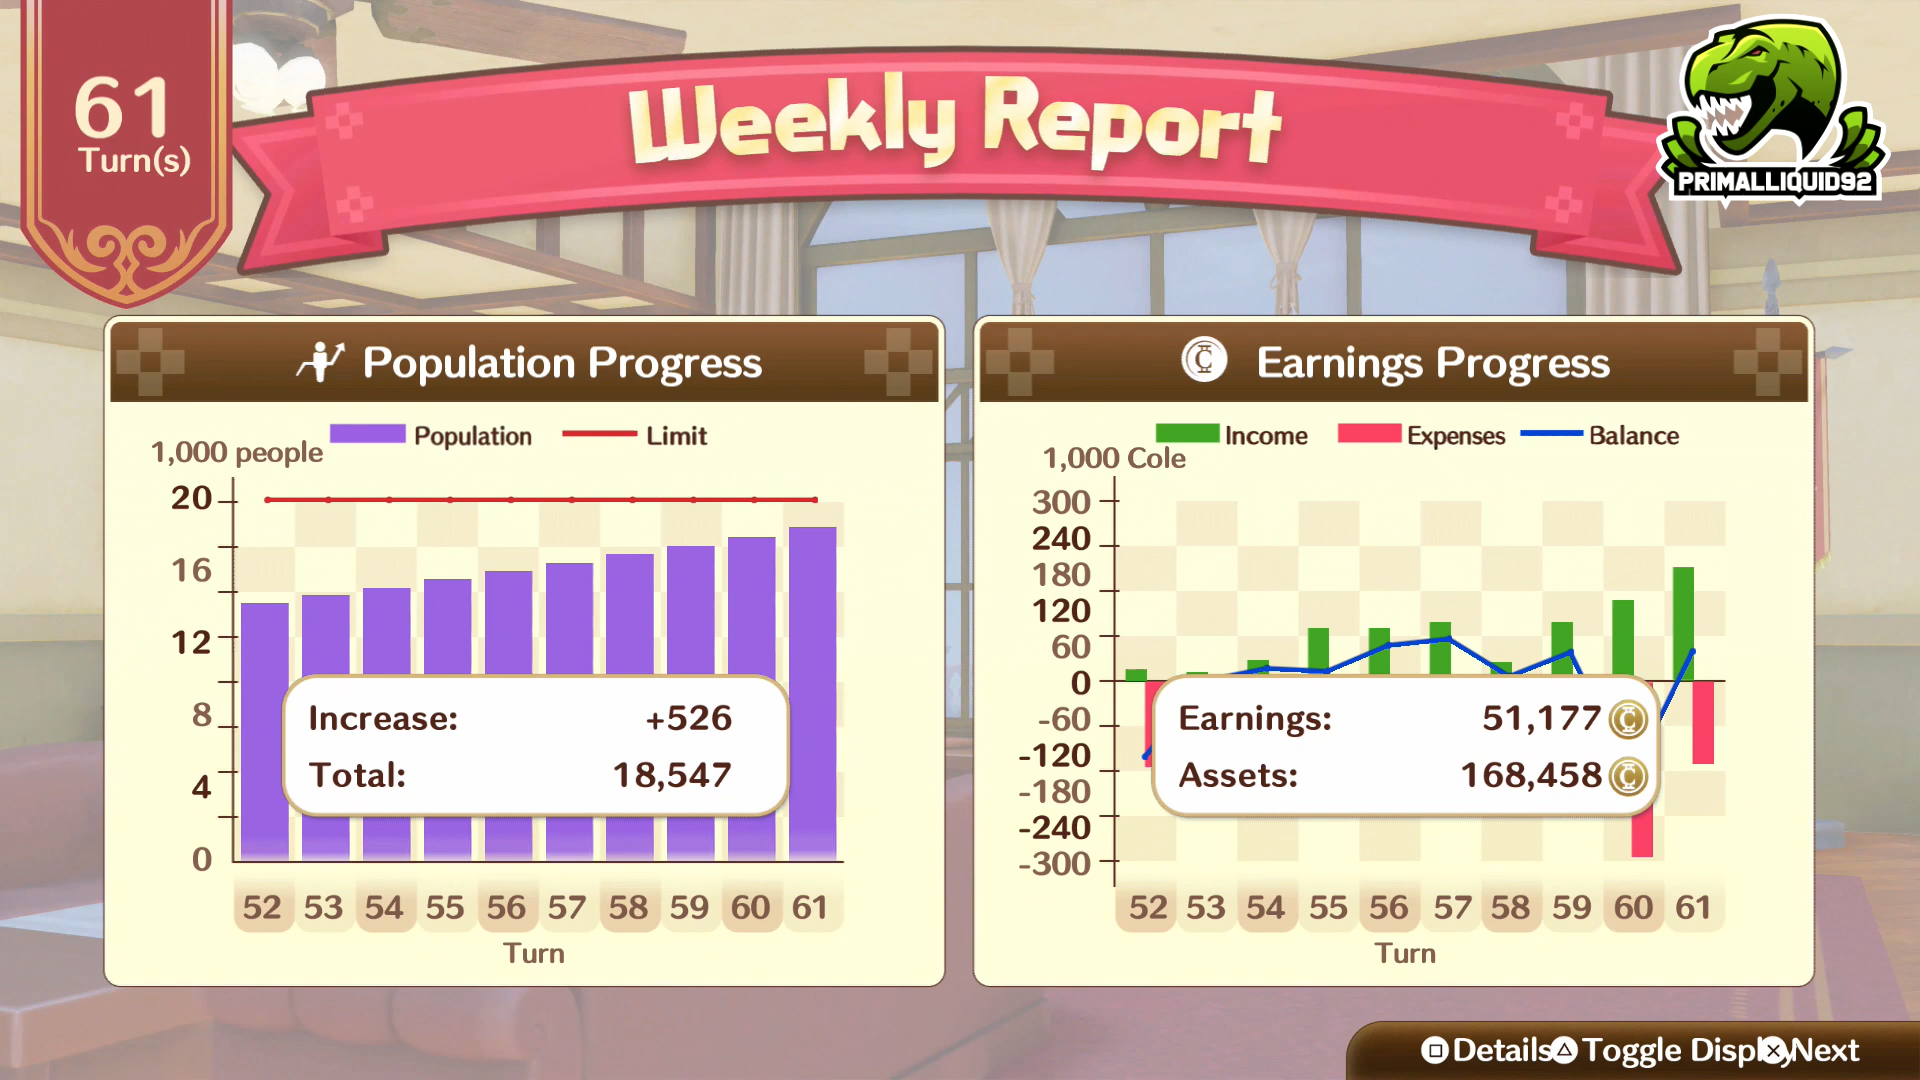 61
Turn(s)
Weekly Report
PRIMALLIQUID92
Population Progress
Population
Limit
1,000 people
20
16
12
8
4
0
Increase: +526
Total: 18,547
52 53 54 55 56 57 58 59 60 61
Turn
Earnings Progress
Income
Expenses
Balance
1,000 Cole
300
240
180
120
60
0
-60
-120
-180
-240
-300
Earnings: 51,177
Assets: 168,458
52 53 54 55 56 57 58 59 60 61
Turn
Details Toggle Display Next